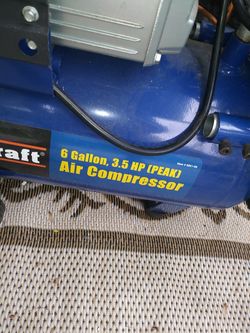 raft
6 Gallon, 3.5 HP (PEAK)
Air Compressor